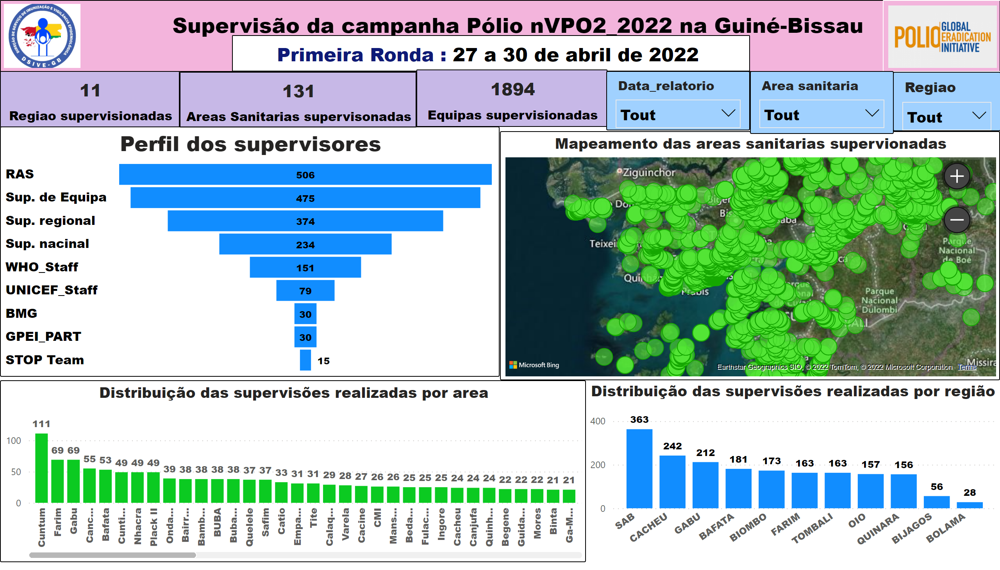 DIREÇÃO DE SERVIÇO DE IMUNIZAÇÃO E VIGILÂNCIA EPIDEMIOLÓGICA
DSIVE-GB
Supervisão da campanha Pólio nVPO2_2022 na Guiné-Bissau
Primeira Ronda : 27 a 30 de abril de 2022
POLIO GLOBAL
ERADICATION
INITIATIVE
11
Regiao supervisionadas
131
Areas Sanitarias supervisonadas
1894
Equipas supervisionadas
Data_relatorio
Tout
Area sanitaria
Tout
Regiao
Tout
Perfil dos supervisores
RAS 506
Sup. de Equipa 475
Sup. regional 374
Sup. nacinal 234
WHO_Staff 151
UNICEF_Staff 79
BMG 30
GPEI_PART 30
STOP Team 15
Mapeamento das areas sanitarias supervionadas
Ziguinchor
Prabis
Parque
Nacional
de Boé
Parque
Nacional
Dulombi
Missira
Microsoft Bing
Earthstar Geographics SIO, © 2022 TomTom, © 2022 Microsoft Corporation Terms
Distribuição das supervisões realizadas por area
100
50
0
111 69 69 55 53 49 49 49 39 38 38 38 38 37 37 33 31 31 29 28 27 26 26 25 25 25 24 24 24 22 22 22 21 21
Cuntum Farim Gabu Canc... Bafata Cunti... Nhacra Plack II Onda... Bairr... Bamb... BUBA Buba... Quelele Safim Catio Empa... Tite Calaq... Varela Cacine CMI Mans... Beda... Fulac... Ingore Cacheu Canjufa Quinh... Begene Guida... Mores Binta Ga-M...
Distribuição das supervisões realizadas por região
400
200
0
363 242 212 181 173 163 163 157 156 56 28
SAB CACHEU GABU BAFATA BIOMBO FARIM TOMBALI OIO QUINARA BIJAGOS BOLAMA